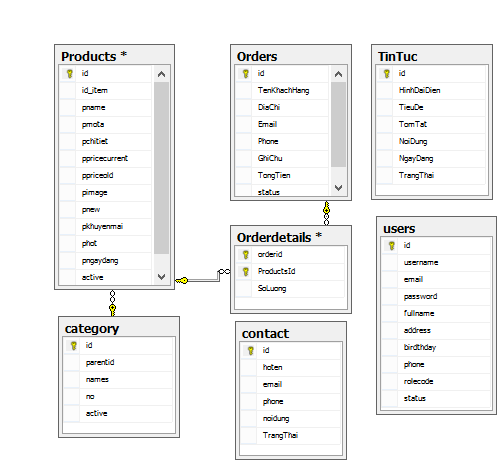 Products *
id
id_item
pname
pmota
pchitiet
ppricecurrent
ppriceold
pimage
pnew
pkhuyenmai
phot
pngaydang
active
Orders
id
TenKhachHang
DiaChi
Email
Phone
GhiChu
TongTien
status
TinTuc
id
HinhDaiDien
TieuDe
TomTat
NoiDung
NgayDang
TrangThai
Orderdetails *
orderid
ProductsId
SoLuong
users
id
username
email
password
fullname
address
birdthday
phone
rolecode
status
category
id
parentid
names
no
active
contact
id
hoten
email
phone
noidung
TrangThai